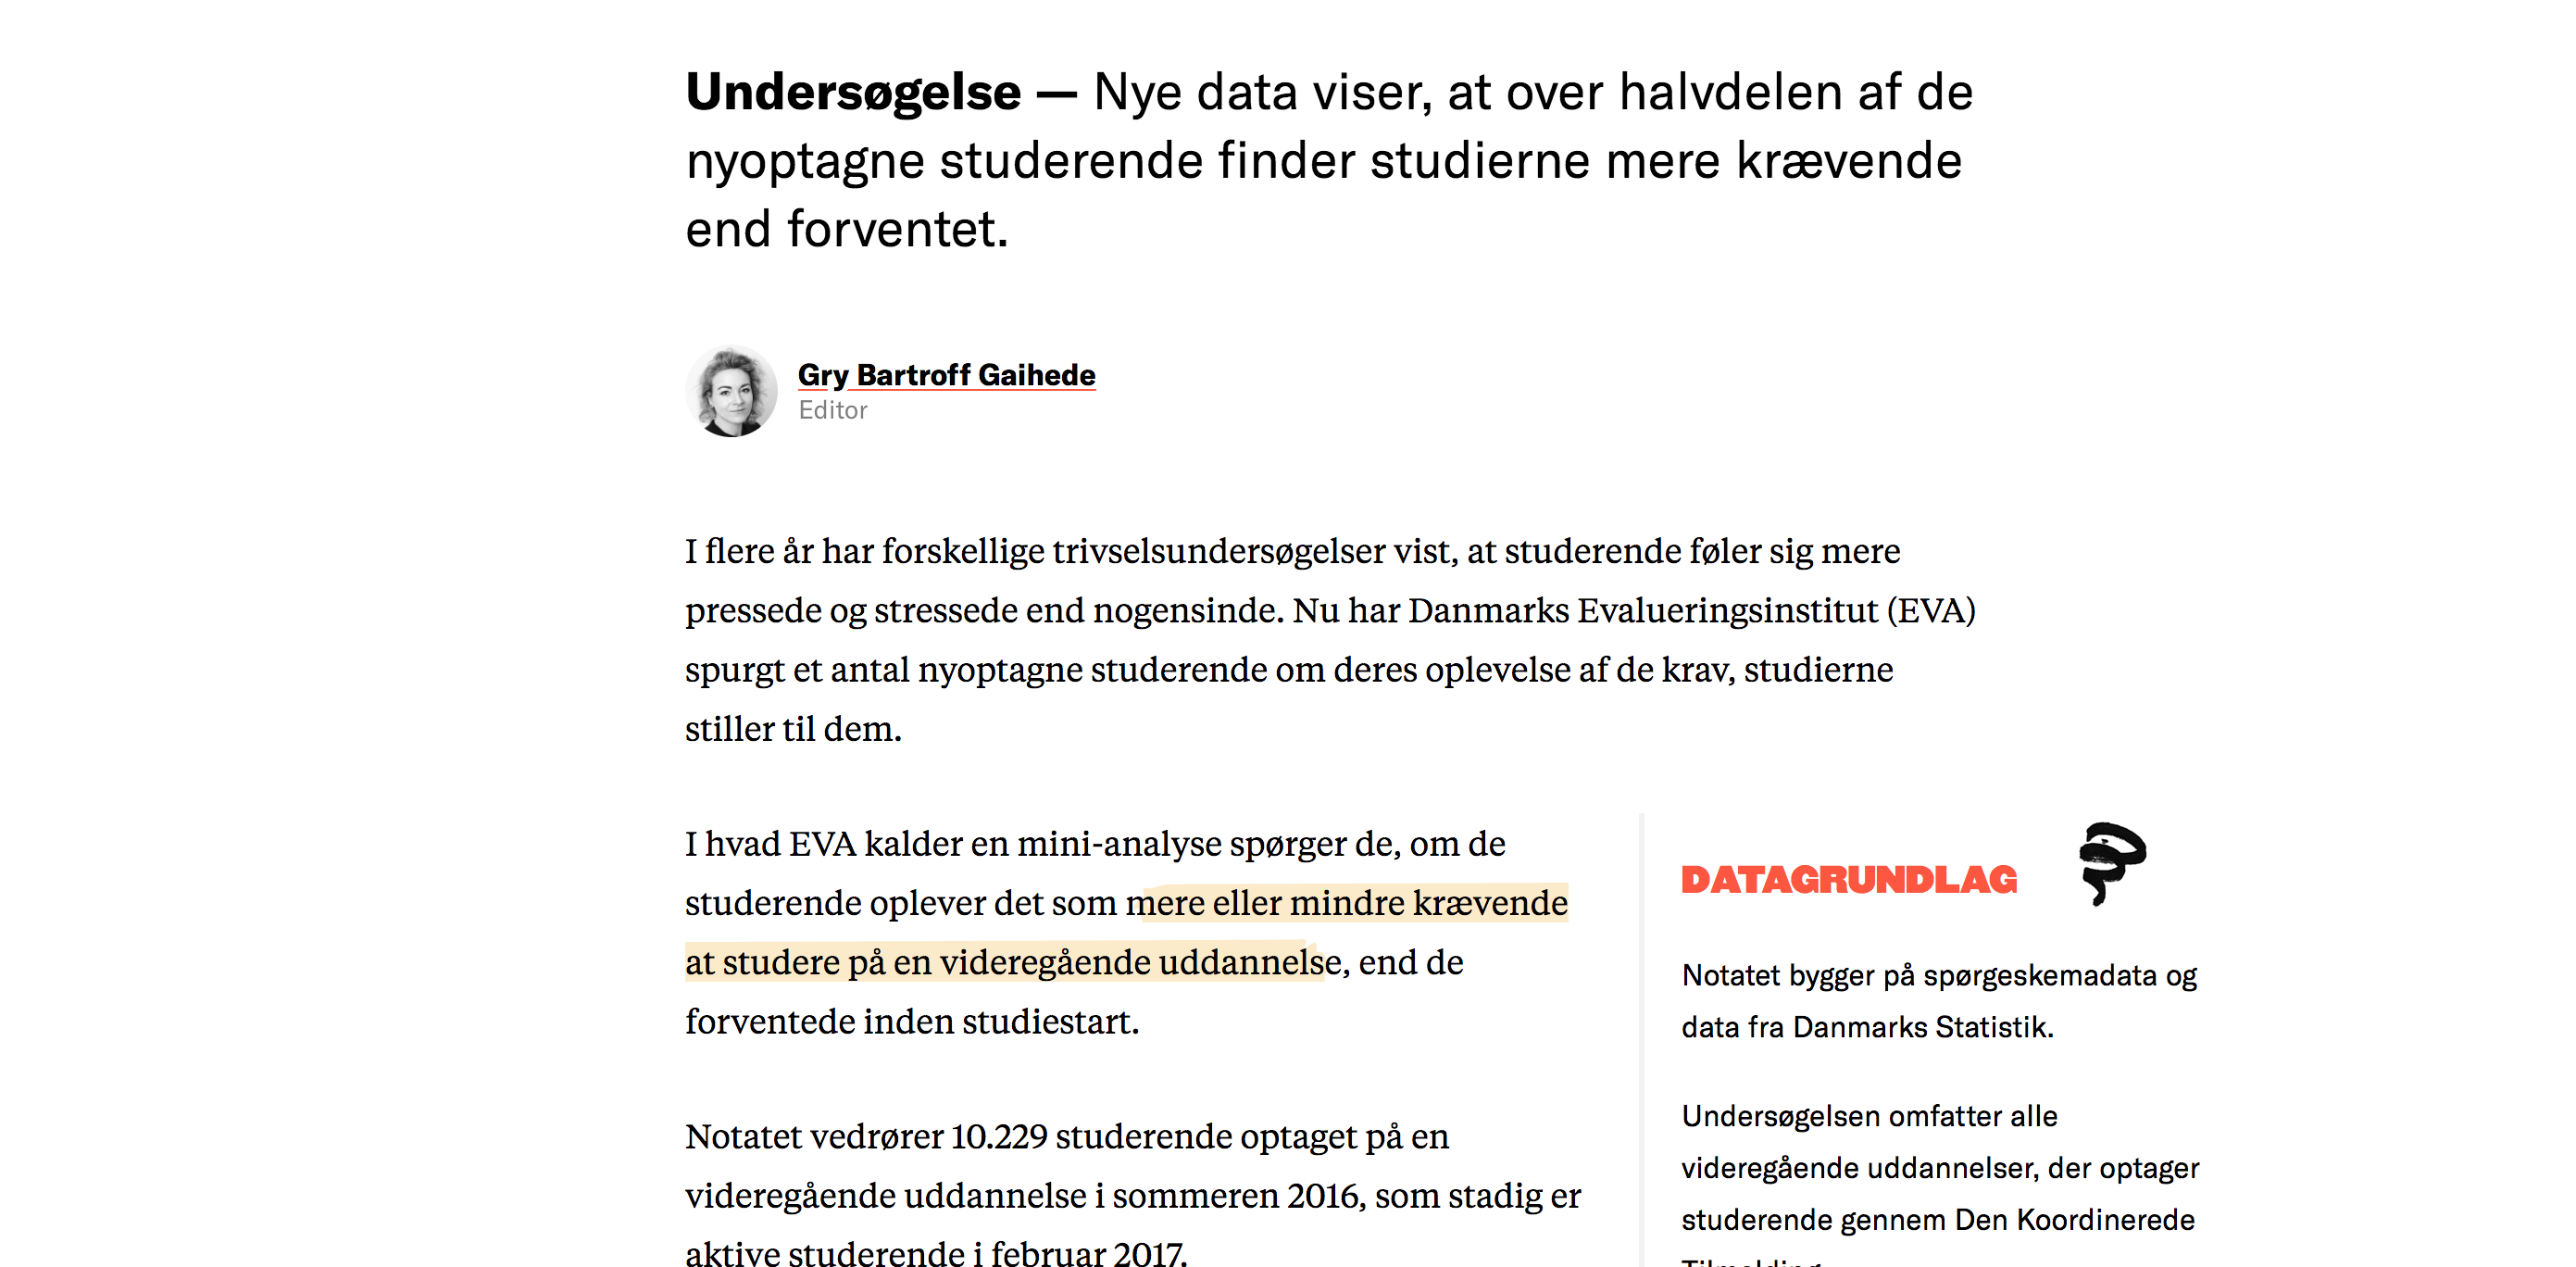 Undersøgelse — Nye data viser, at over halvdelen af de
nyoptagne studerende finder studierne mere krævende
end forventet.
Gry Bartroff Gaihede
Editor
I flere år har forskellige trivselsundersøgelser vist, at studerende føler sig mere
pressede og stressede end nogensinde. Nu har Danmarks Evalueringsinstitut (EVA)
spurgt et antal nyoptagne studerende om deres oplevelse af de krav, studierne
stiller til dem.
I hvad EVA kalder en mini-analyse spørger de, om de
studerende oplever det som mere eller mindre krævende
at studere på en videregående uddannelse, end de
forventede inden studiestart.
Notatet vedrører 10.229 studerende optaget på en
videregående uddannelse i sommeren 2016, som stadig er
aktive studerende i februar 2017.
DATAGRUNDLAG
Notatet bygger på spørgeskemadata og
data fra Danmarks Statistik.
Undersøgelsen omfatter alle
videregående uddannelser, der optager
studerende gennem Den Koordinerede